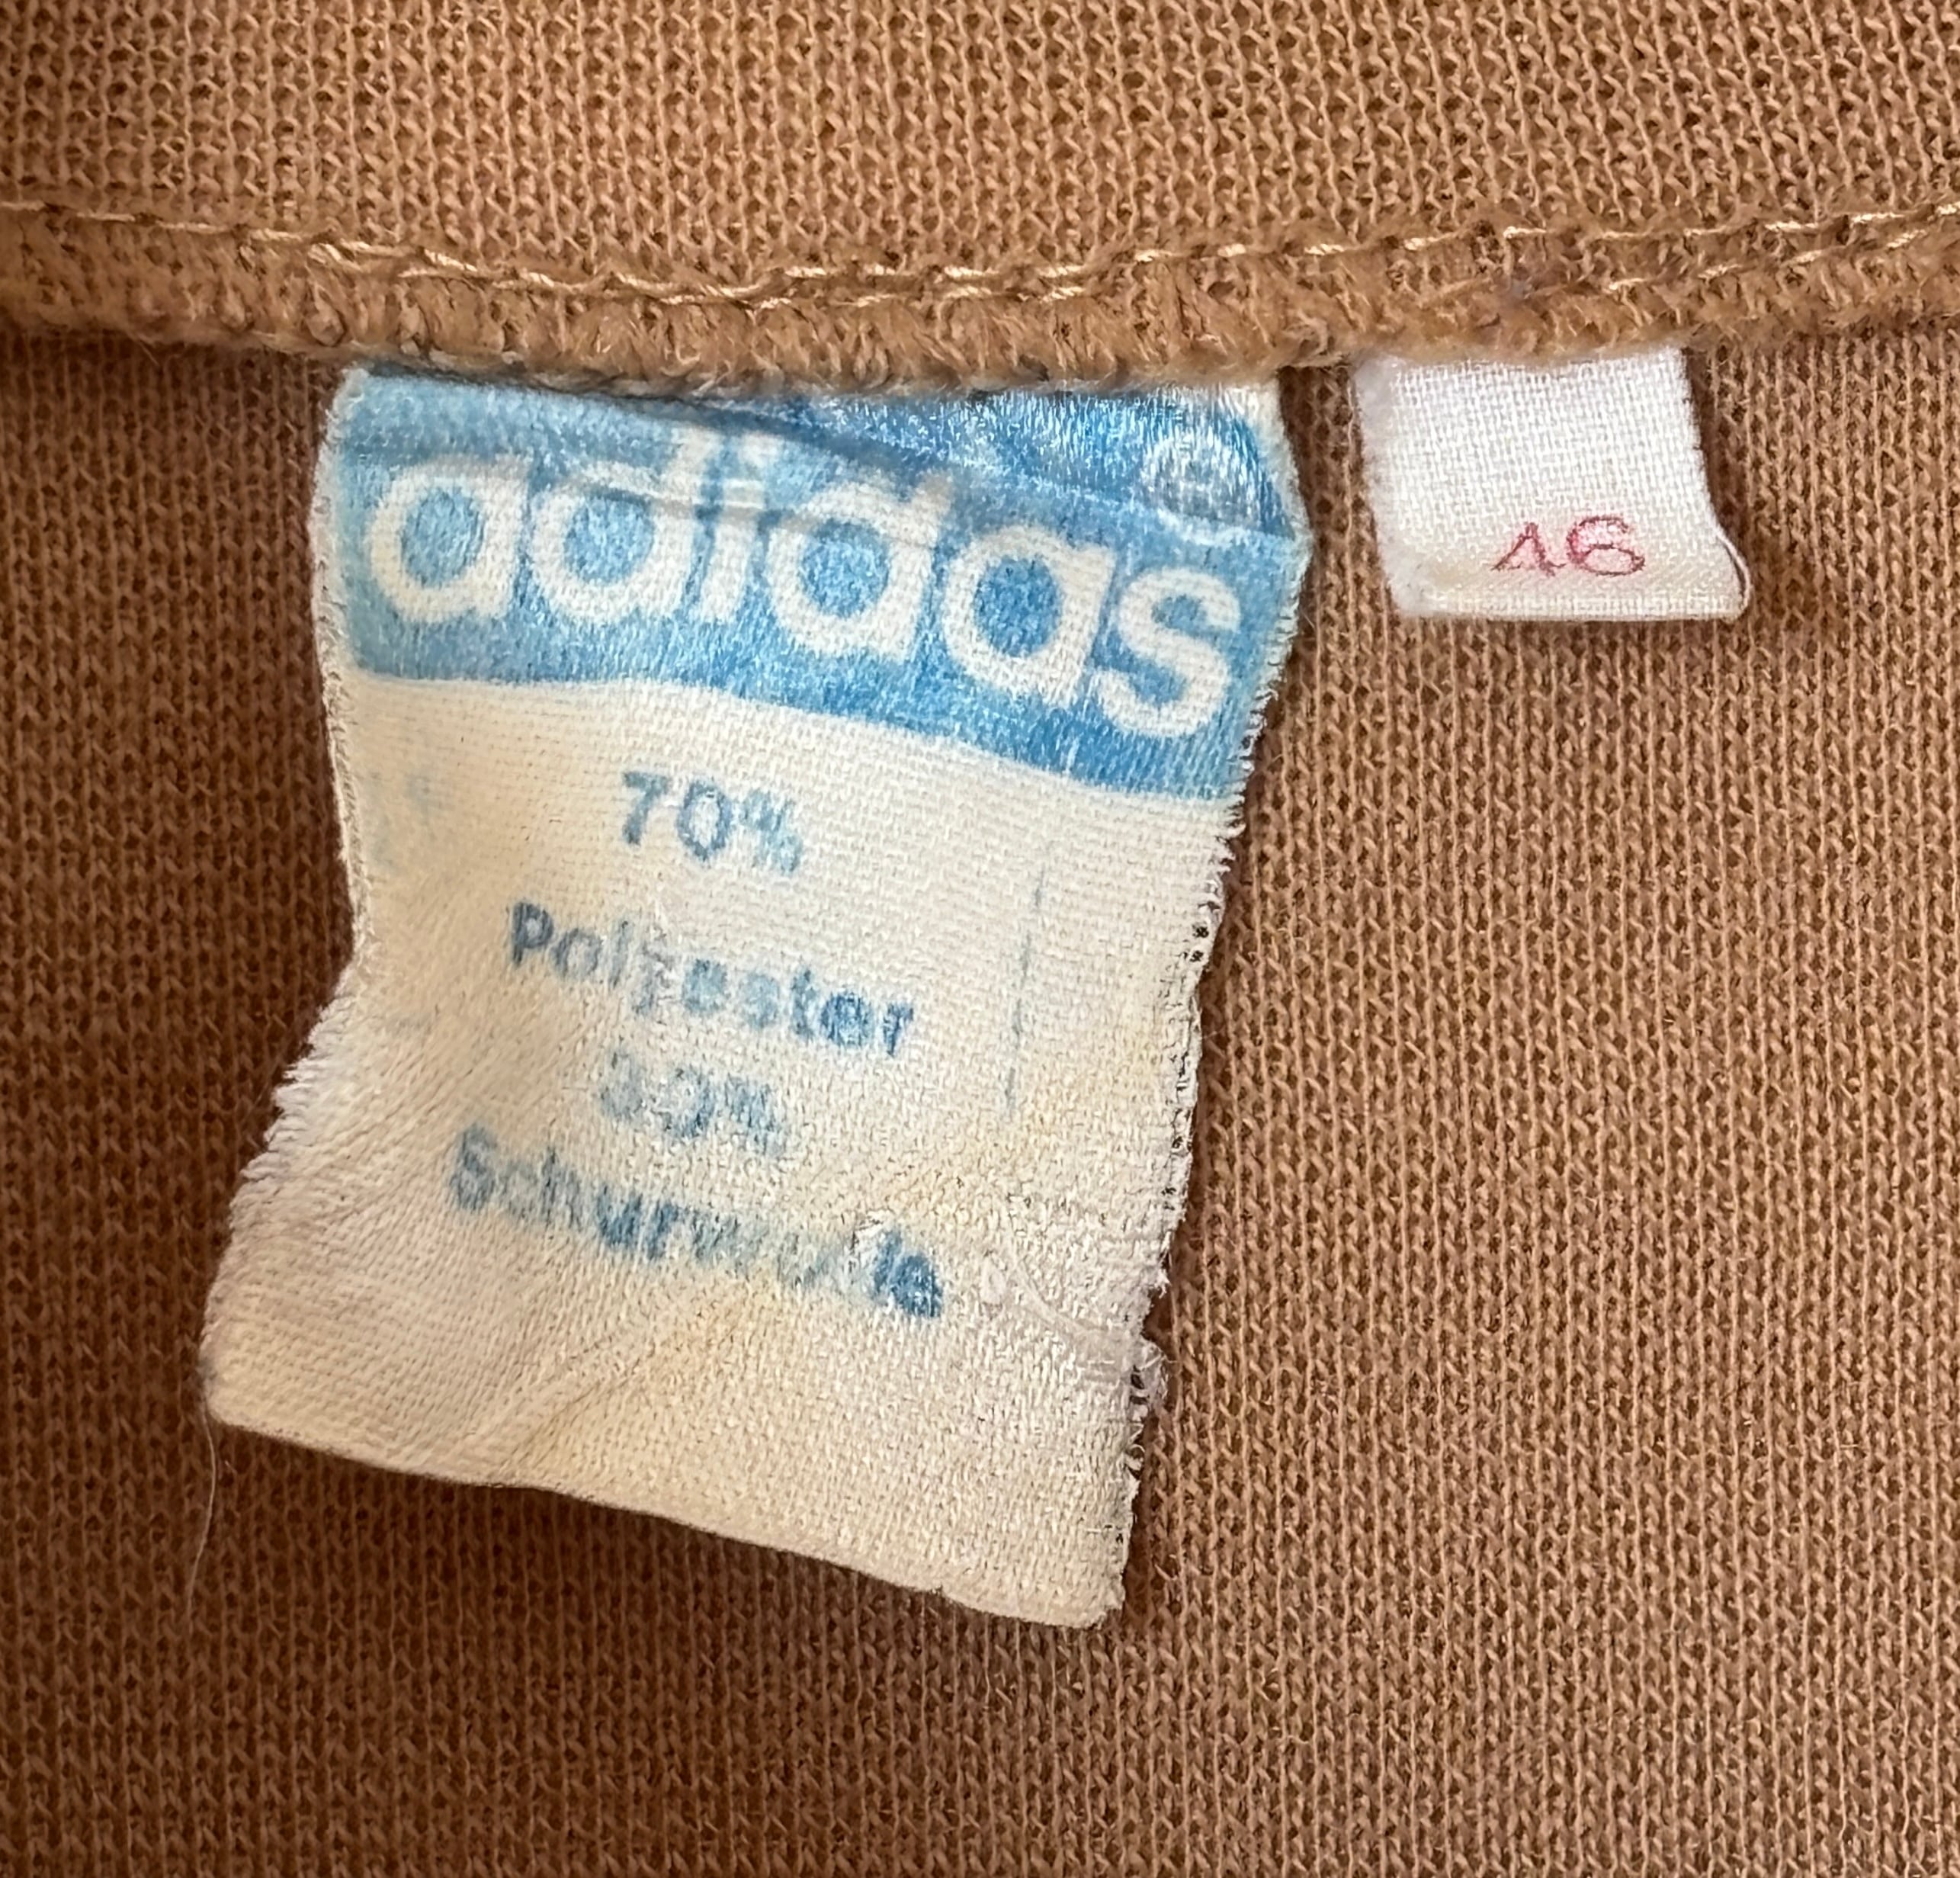 adidas
46
70%
Polyester
30%
Schurwolle